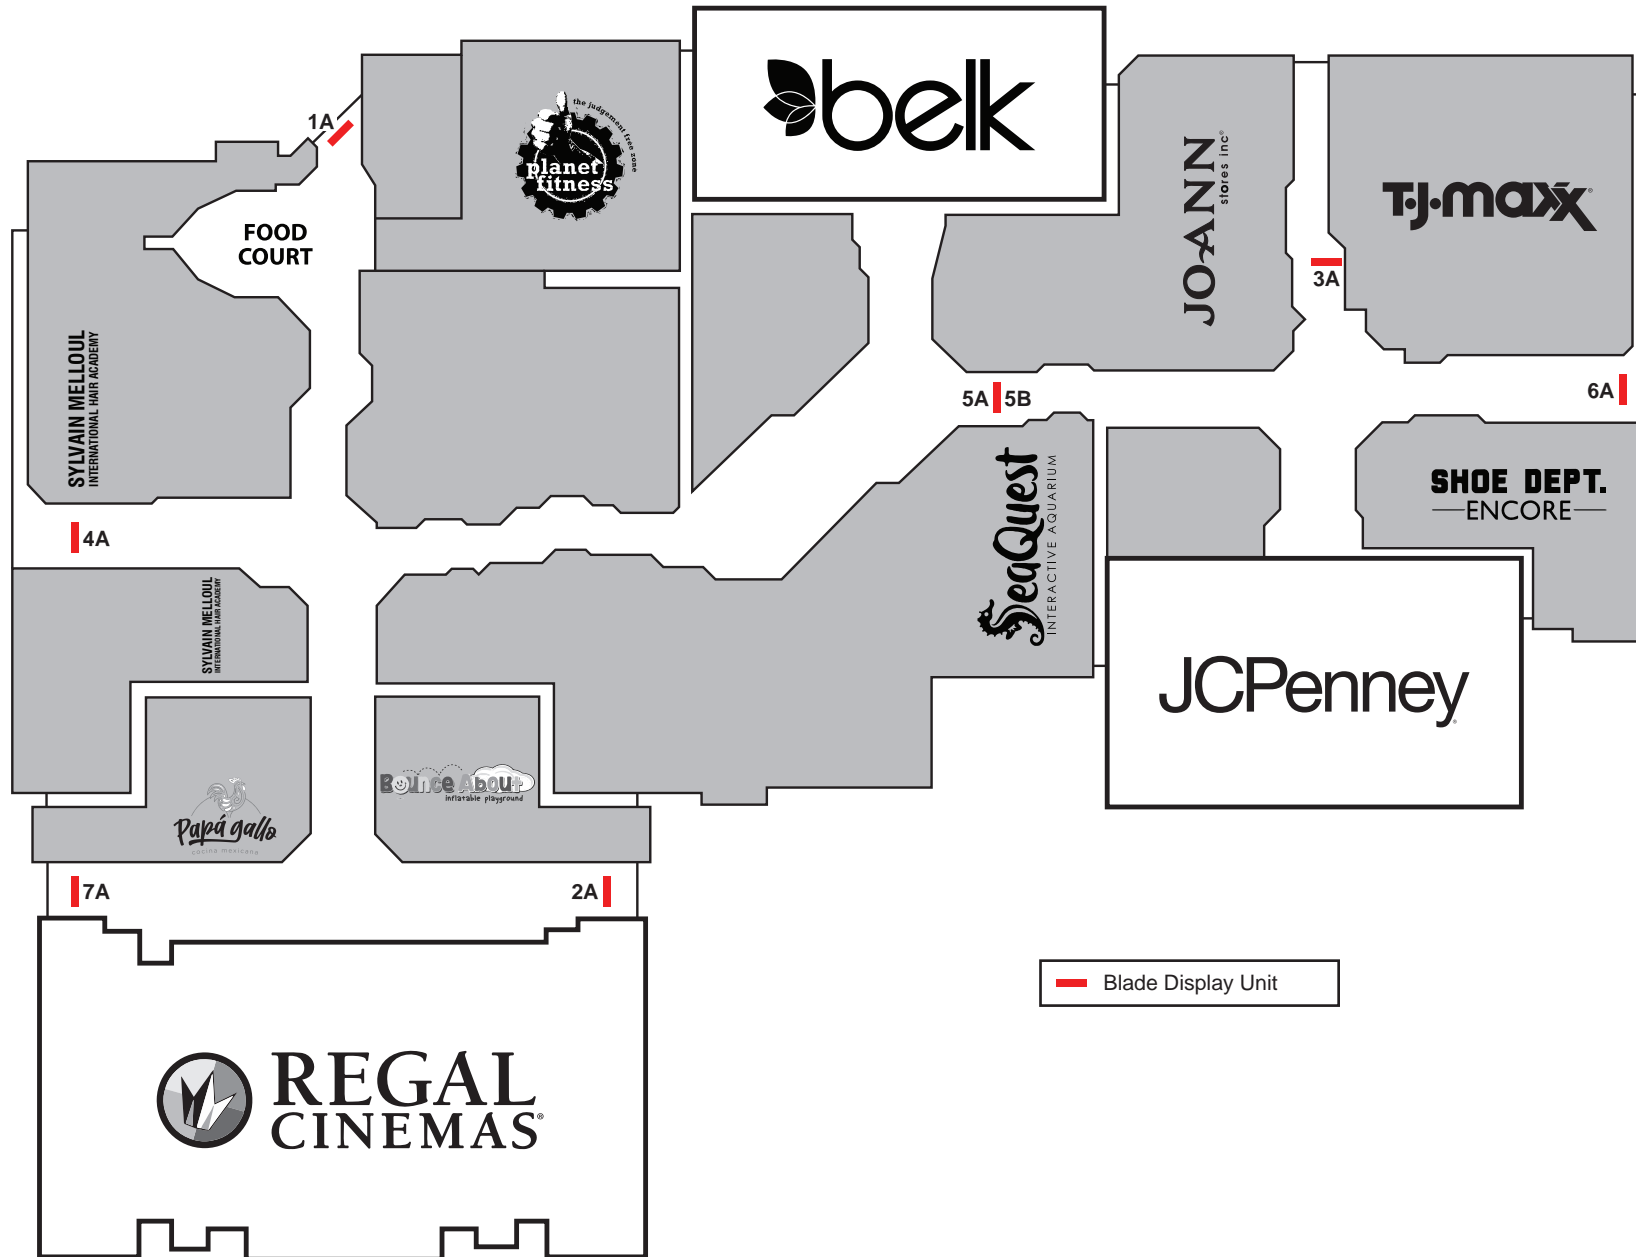 belk
1A
the judgement free zone
planet
fitness
JOANN
stores inc®
T·J·maxx®
FOOD
COURT
3A
SYLVAIN MELLOUL
INTERNATIONAL HAIR ACADEMY
5A
5B
6A
SeaQuest
INTERACTIVE AQUARIUM
SHOE DEPT.
ENCORE
4A
SYLVAIN MELLOUL
INTERNATIONAL HAIR ACADEMY
JCPenney
Bounce About
inflatable playground
Papá gallo
cocina mexicana
7A
2A
Blade Display Unit
REGAL
CINEMAS®